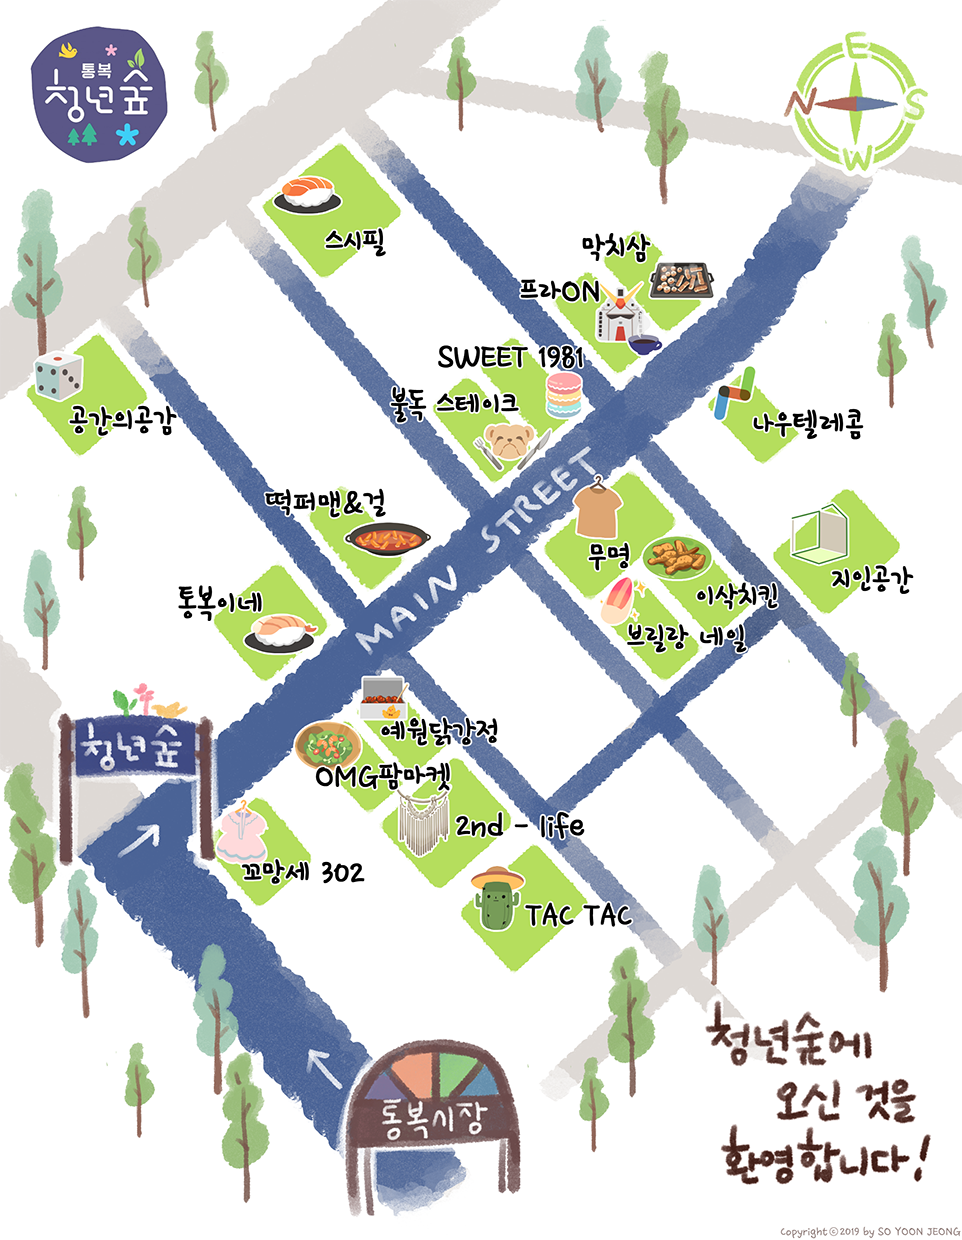 통복
청년숲
E
N
S
W
스시필
막치삼
프라ON
SWEET 1981
불독 스테이크
공간의공감
나우텔레콤
떡퍼맨&걸
MAIN STREET
무명
이삭치킨
지인공간
통복이네
브릴랑 네일
예원닭강정
청년숲
OMG팜마켓
2nd - life
꼬망세 302
TAC TAC
통복시장
청년숲에
오신 것을
환영합니다!
Copyrightⓒ2019 by SO YOON JEONG